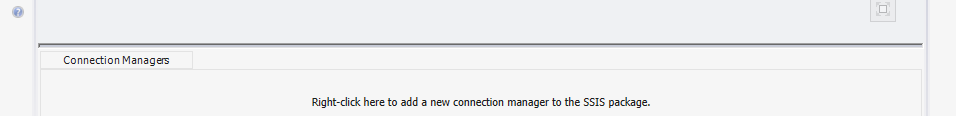 Connection Managers
Right-click here to add a new connection manager to the SSIS package.